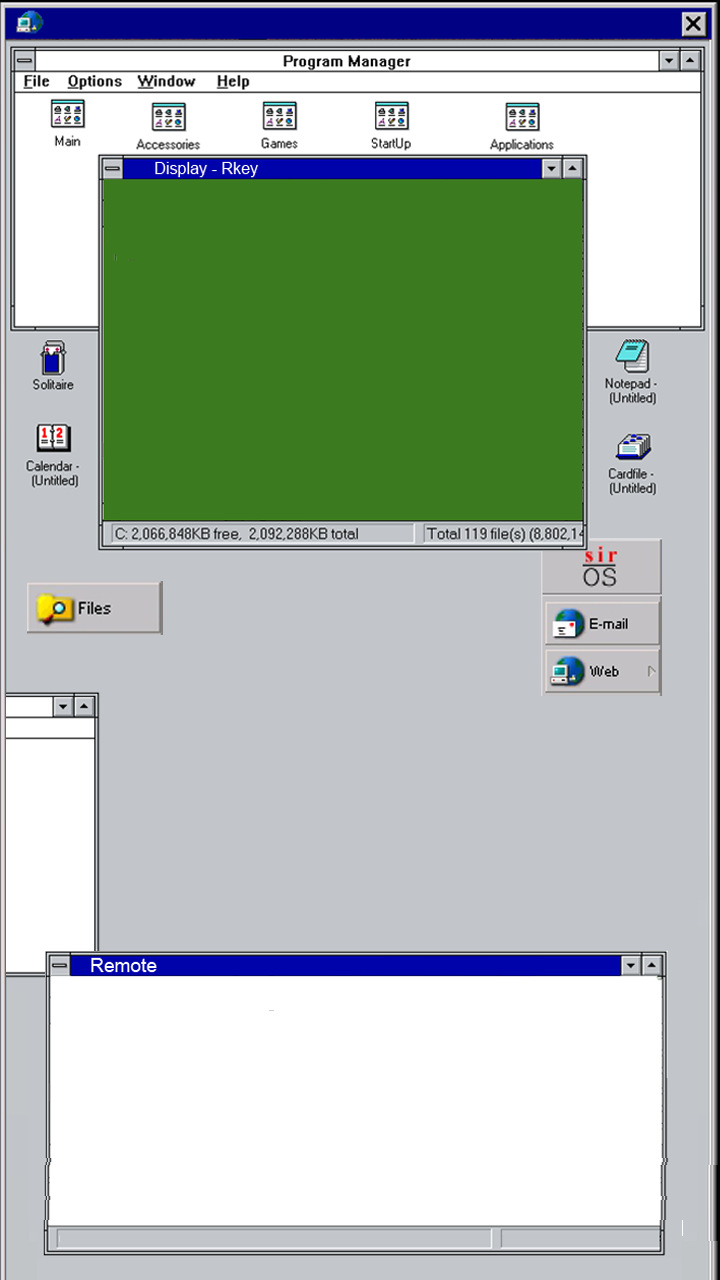 Program Manager
File Options Window Help
Main Accessories Games StartUp Applications
Display - Rkey
Solitaire
Notepad -
(Untitled)
Calendar -
(Untitled)
Cardfile -
(Untitled)
C: 2,066,848KB free, 2,092,288KB total Total 119 file(s) (8,802,14
sir
OS
Files
E-mail
Web
Remote